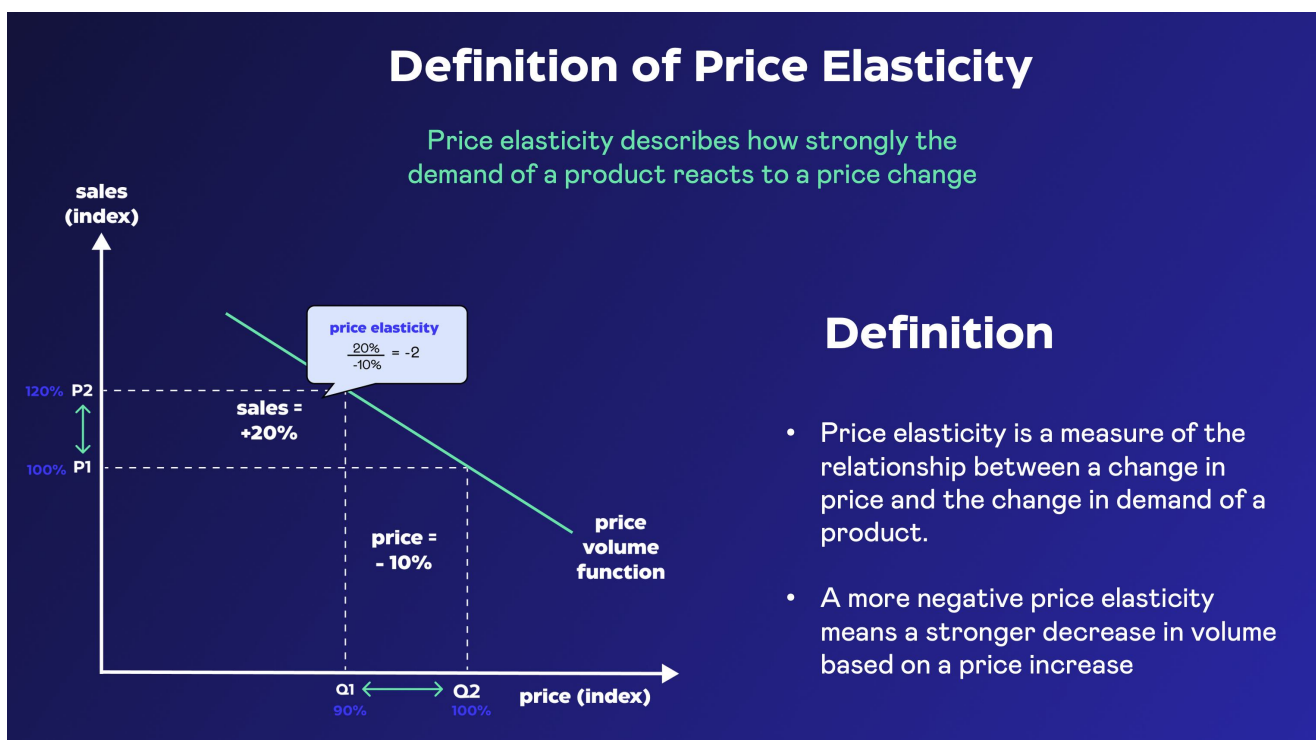 Definition of Price Elasticity
Price elasticity describes how strongly the
demand of a product reacts to a price change
sales
(index)
price elasticity
20%
-10%
= -2
120% P2
sales =
+20%
100% P1
price =
- 10%
price
volume
function
Q1
Q2
90%
100%
price (index)
Definition
• Price elasticity is a measure of the
relationship between a change in
price and the change in demand of a
product.
• A more negative price elasticity
means a stronger decrease in volume
based on a price increase